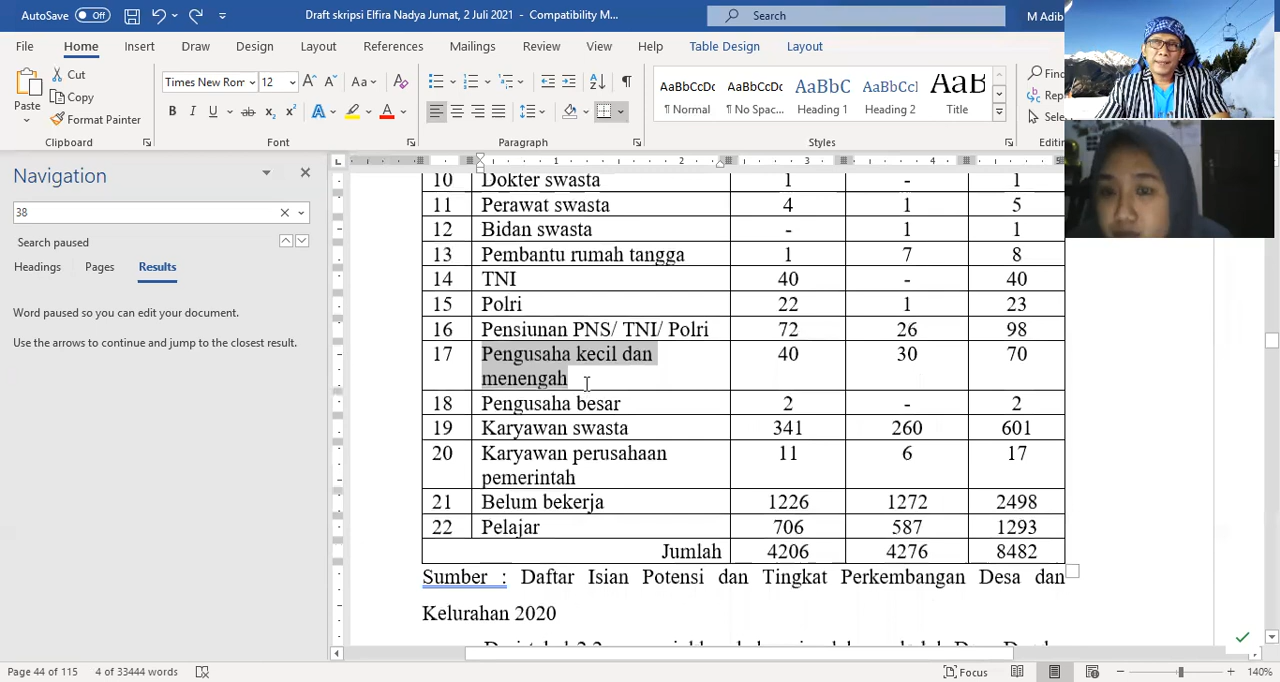 AutoSave Off Draft skripsi Elfira Nadya Jumat, 2 Juli 2021 - Compatibility M... Search M Adib
File Home Insert Draw Design Layout References Mailings Review View Help Table Design Layout
Paste Cut Copy Format Painter
Times New Rom 12
AaBbCcDc AaBbCcDc AaBbC AaBbCcI AaB
¶ Normal ¶ No Spac... Heading 1 Heading 2 Title
Clipboard Font Paragraph Styles
Navigation
38
Search paused
Headings Pages Results
Word paused so you can edit your document.
Use the arrows to continue and jump to the closest result.
1 2 3 4
10 Dokter swasta 1 - 1
11 Perawat swasta 4 1 5
12 Bidan swasta - 1 1
13 Pembantu rumah tangga 1 7 8
14 TNI 40 - 40
15 Polri 22 1 23
16 Pensiunan PNS/ TNI/ Polri 72 26 98
17 Pengusaha kecil dan 40 30 70
menengah
18 Pengusaha besar 2 - 2
19 Karyawan swasta 341 260 601
20 Karyawan perusahaan 11 6 17
pemerintah
21 Belum bekerja 1226 1272 2498
22 Pelajar 706 587 1293
Jumlah 4206 4276 8482
Sumber : Daftar Isian Potensi dan Tingkat Perkembangan Desa dan
Kelurahan 2020
Page 44 of 115 4 of 33444 words Focus 140%